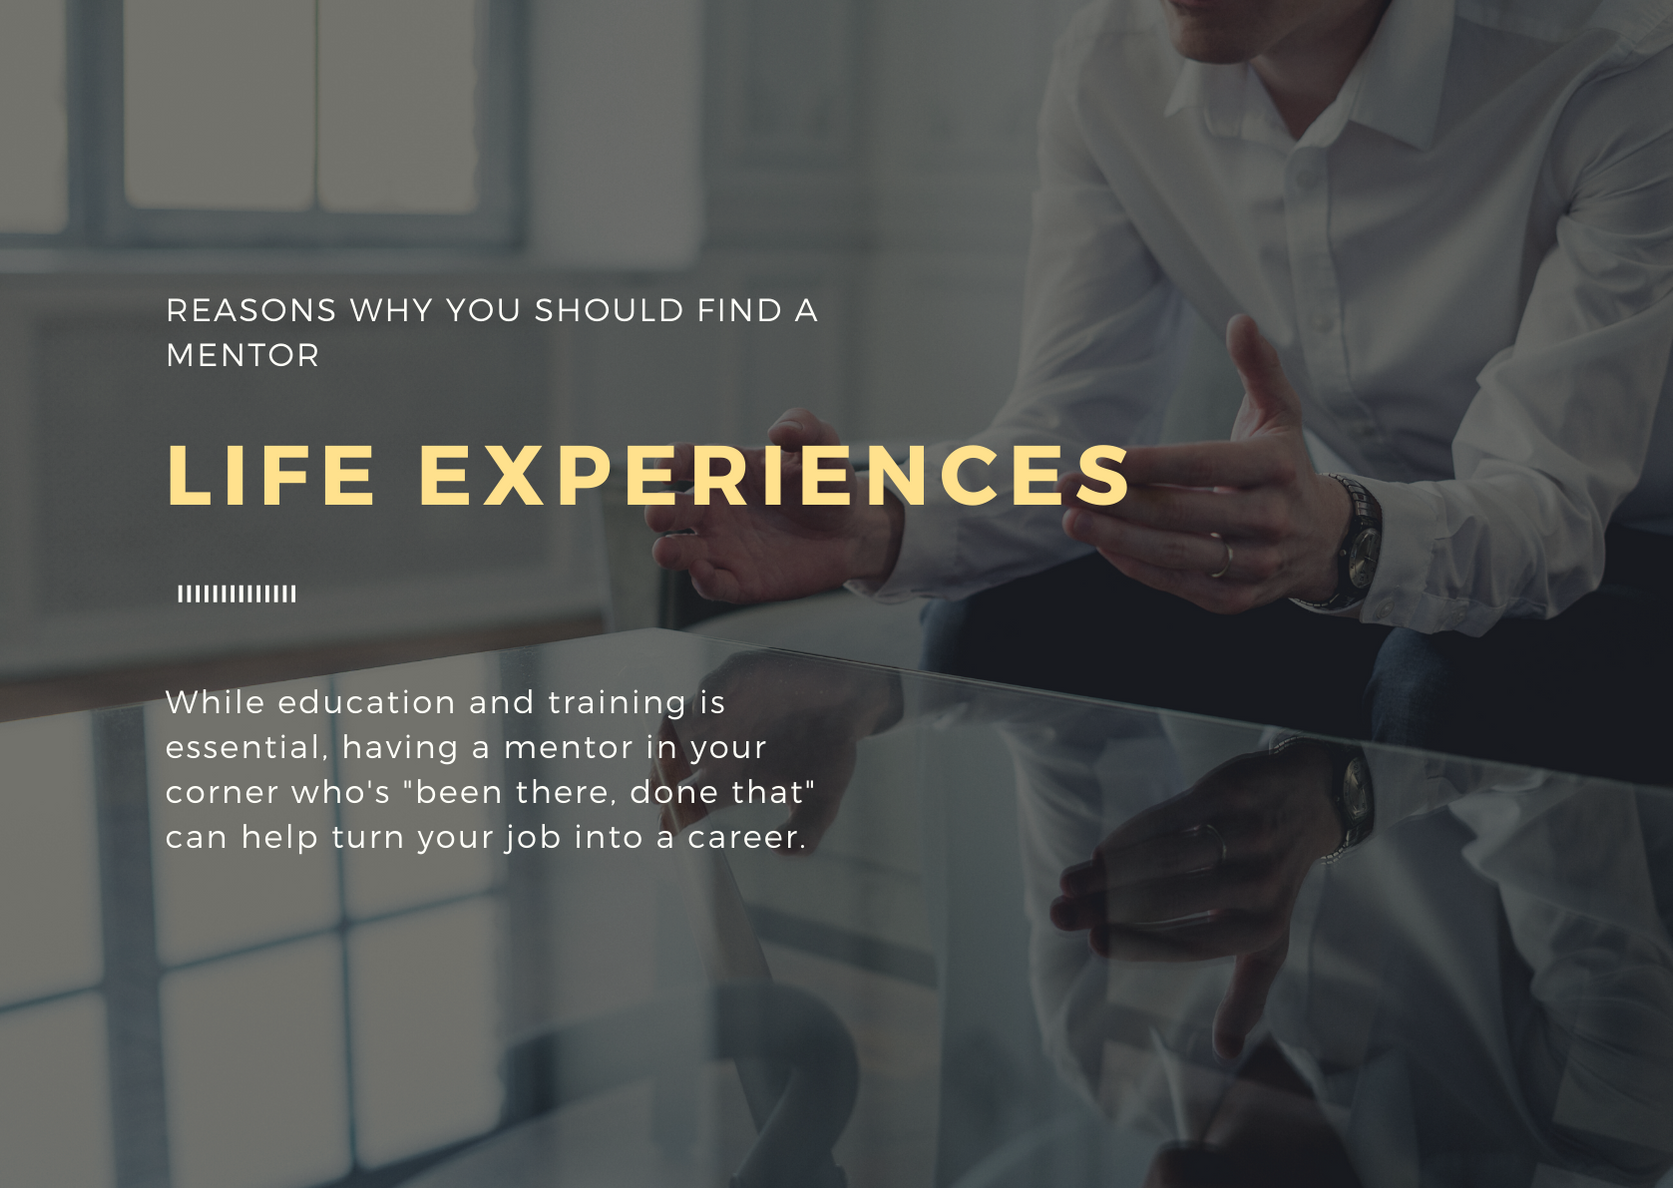 REASONS WHY YOU SHOULD FIND A
MENTOR
LIFE EXPERIENCES
While education and training is
essential, having a mentor in your
corner who's "been there, done that"
can help turn your job into a career.